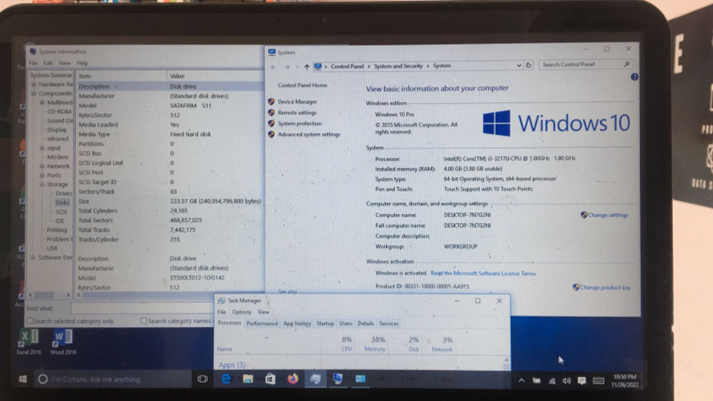 System Information
File Edit View Help
System Summar
Hardware Re
Components
Multimed
CD-ROM
Sound De
Display
Infrared
Input
Modem
Network
Ports
Storage
Drives
Disks
SCSI
IDE
Printing
Problem
USB
Software Env
Item Value
Description Disk drive
Manufacturer (Standard disk drives)
Model SATAFIRM S11
Bytes/Sector 512
Media Loaded Yes
Media Type Fixed hard disk
Partitions 0
SCSI Bus 0
SCSI Logical Unit 0
SCSI Port 0
SCSI Target ID 0
Sectors/Track 63
Size 223.57 GB (240,054,796,800 bytes)
Total Cylinders 29,185
Total Sectors 468,857,025
Total Tracks 7,442,175
Tracks/Cylinder 255
Description Disk drive
Manufacturer (Standard disk drives)
Model ST500LT012-1DG142
Bytes/Sector 512
Find what:
Search selected category only
Search category names
System
Control Panel System and Security System
Search Control Panel
Control Panel Home
Device Manager
Remote settings
System protection
Advanced system settings
See also
View basic information about your computer
Windows edition
Windows 10 Pro
© 2015 Microsoft Corporation. All
rights reserved.
Windows 10
System
Processor: Intel(R) Core(TM) i3-3217U CPU @ 1.80GHz 1.80 GHz
Installed memory (RAM): 4.00 GB (3.88 GB usable)
System type: 64-bit Operating System, x64-based processor
Pen and Touch: Touch Support with 10 Touch Points
Computer name, domain, and workgroup settings
Computer name: DESKTOP-7N7G2NI
Change settings
Full computer name: DESKTOP-7N7G2NI
Computer description:
Workgroup: WORKGROUP
Windows activation
Windows is activated Read the Microsoft Software License Terms
Product ID: 00331-10000-00001-AA915
Change product key
Task Manager
File Options View
Processes Performance App history Startup Users Details Services
8% 38% 2% 3%
Name CPU Memory Disk Network
Apps (3)
Excel 2016 Word 2016
I'm Cortana. Ask me anything.
10:50 PM
11/26/2022